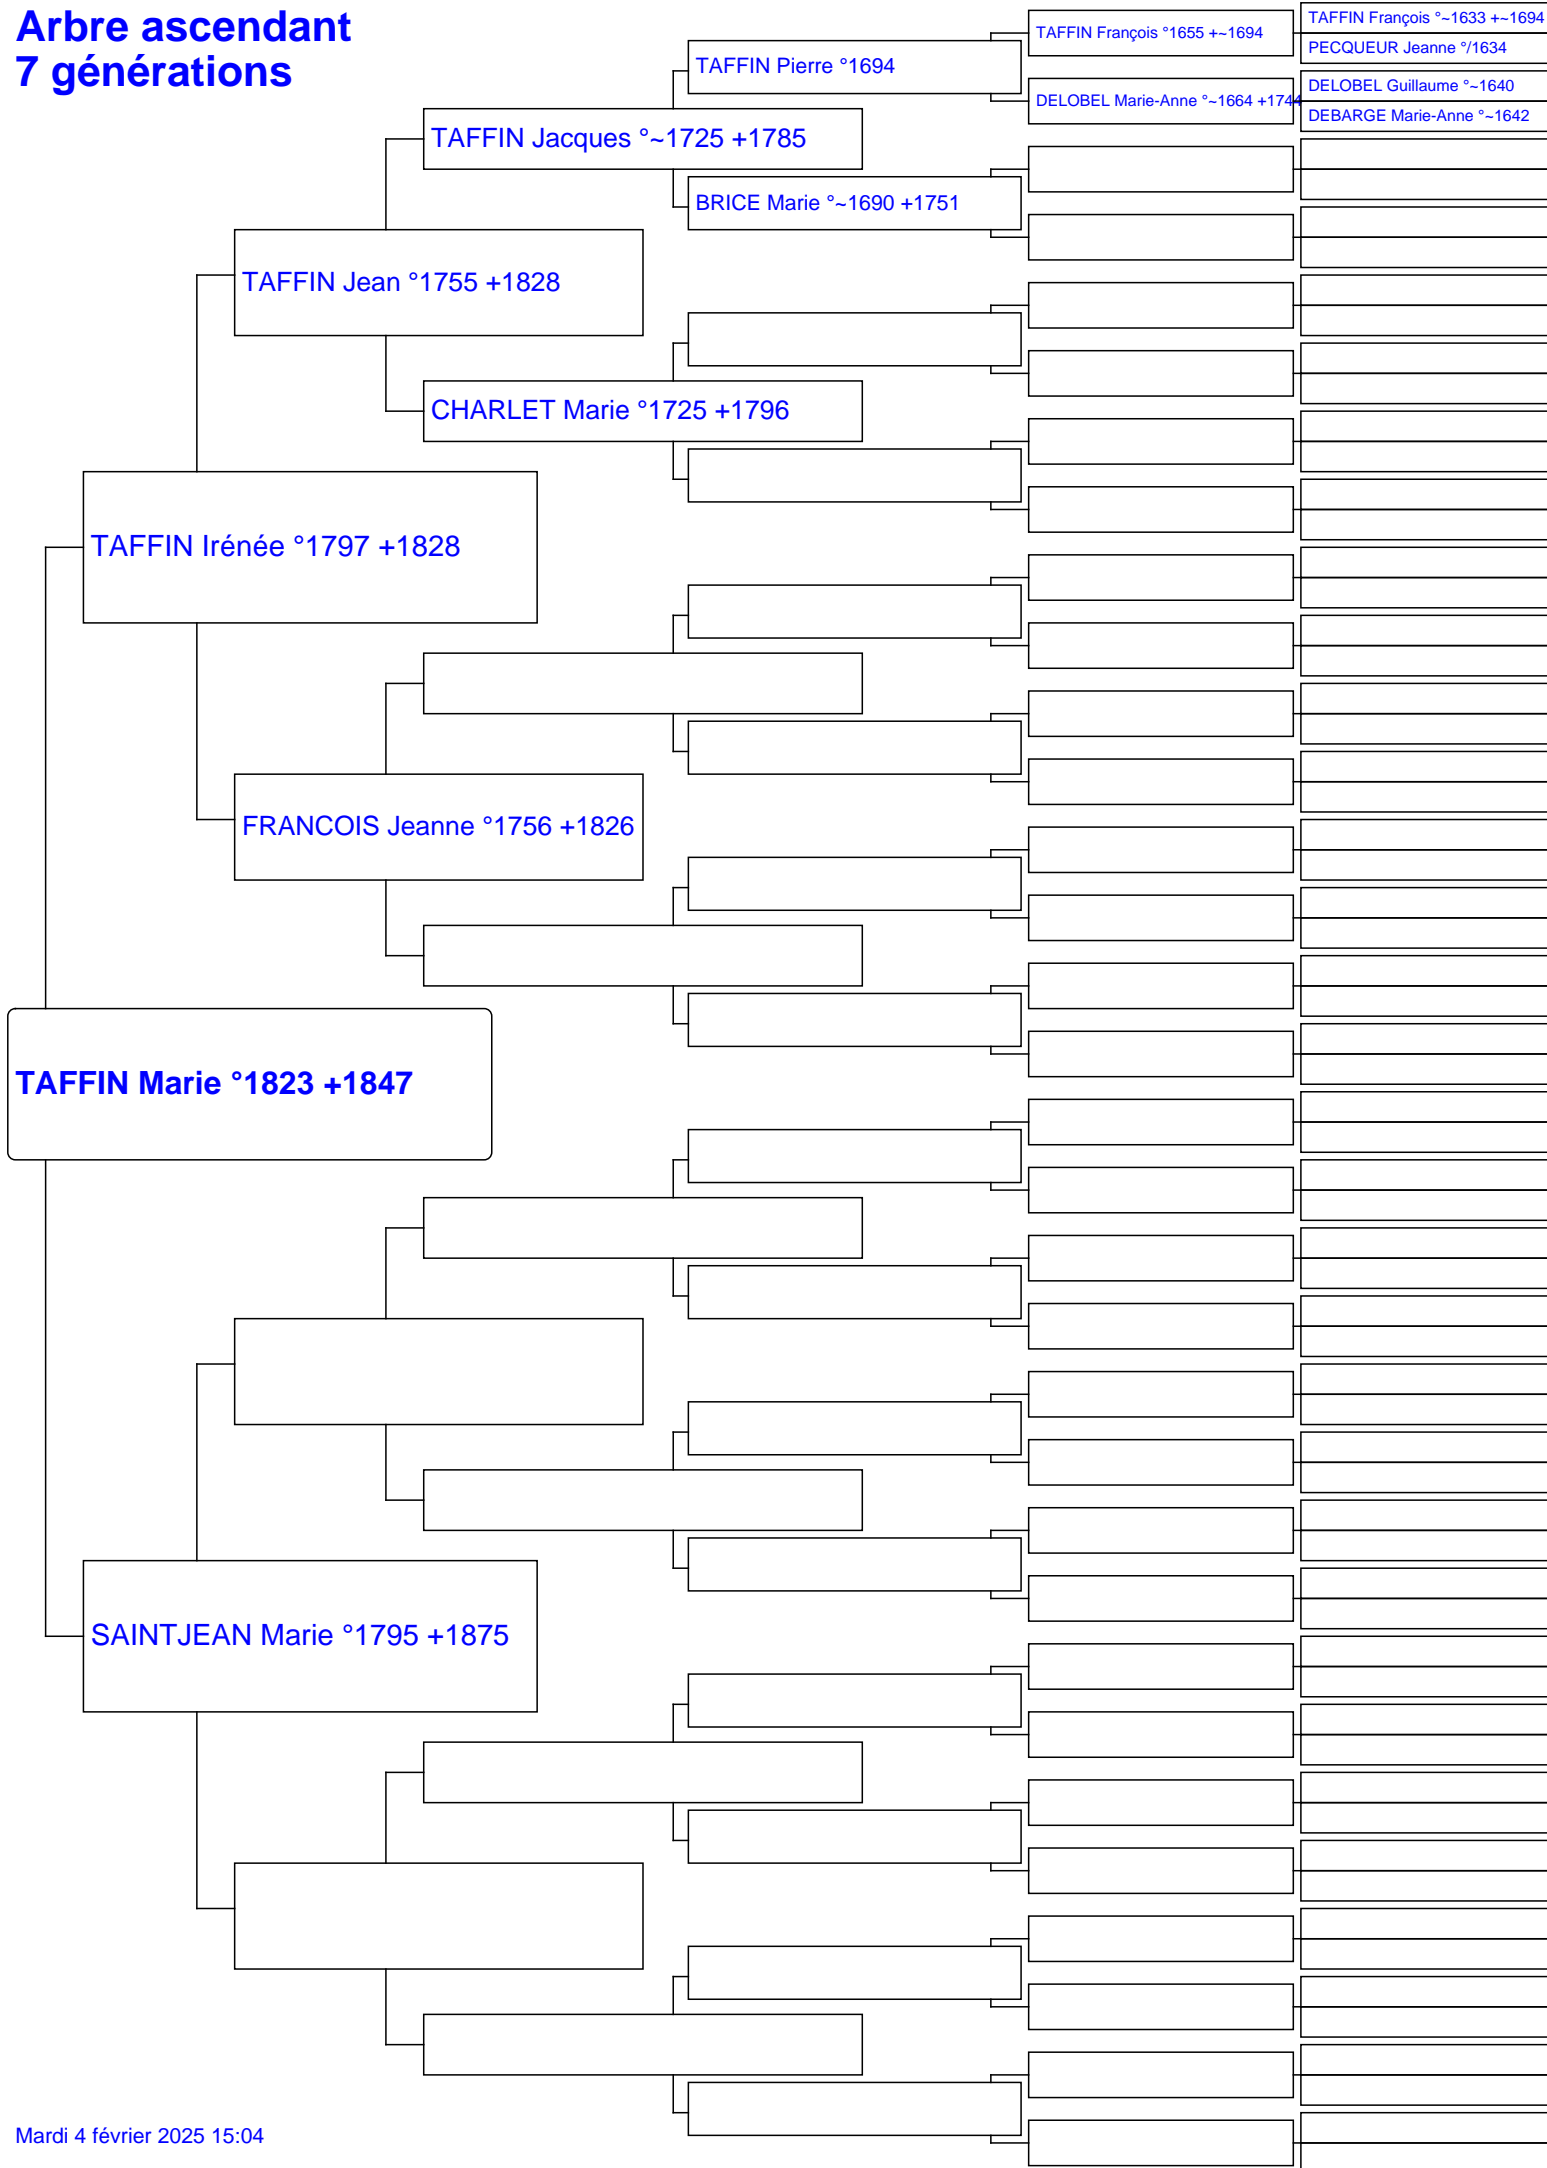 Arbre ascendant
7 générations
TAFFIN François °1655 +~1694
TAFFIN François °~1633 +~1694
PECQUEUR Jeanne °/1634
TAFFIN Pierre °1694
DELOBEL Marie-Anne °~1664 +1744
DELOBEL Guillaume °~1640
DEBARGE Marie-Anne °~1642
TAFFIN Jacques °~1725 +1785
BRICE Marie °~1690 +1751
TAFFIN Jean °1755 +1828
CHARLET Marie °1725 +1796
TAFFIN Irénée °1797 +1828
FRANCOIS Jeanne °1756 +1826
TAFFIN Marie °1823 +1847
SAINTJEAN Marie °1795 +1875
Mardi 4 février 2025 15:04